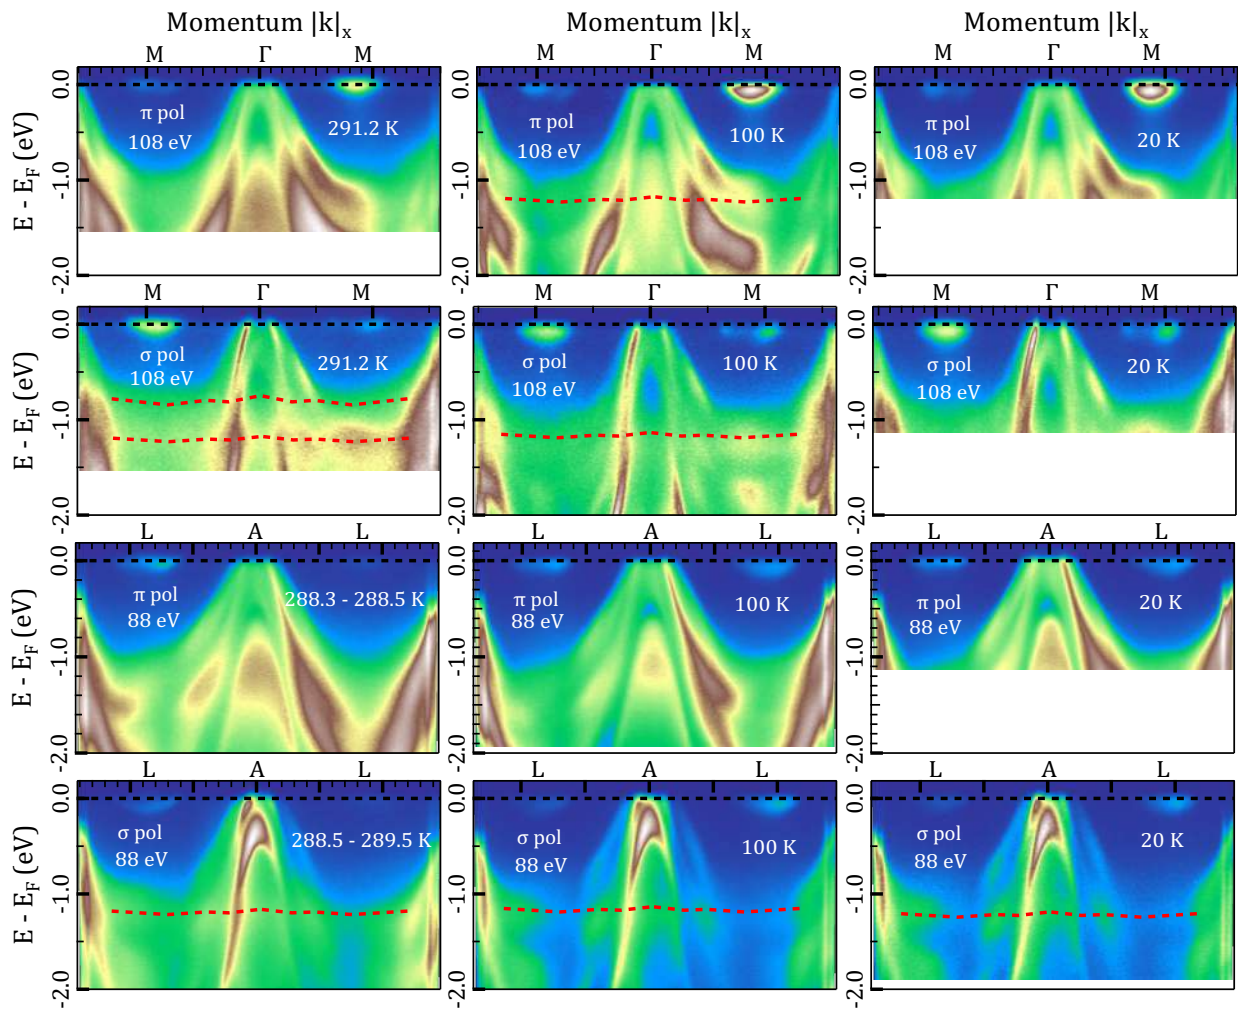 Momentum |k|ₓ Momentum |k|ₓ Momentum |k|ₓ
M Γ M M Γ M M Γ M
E - E_F (eV)
0.0 -1.0 -2.0
π pol
108 eV
291.2 K
0.0 -1.0 -2.0
π pol
108 eV
100 K
0.0 -1.0 -2.0
π pol
108 eV
20 K
M Γ M M Γ M M Γ M
E - E_F (eV)
0.0 -1.0 -2.0
σ pol
108 eV
291.2 K
0.0 -1.0 -2.0
σ pol
108 eV
100 K
0.0 -1.0 -2.0
σ pol
108 eV
20 K
L A L L A L L A L
E - E_F (eV)
0.0 -1.0 -2.0
π pol
88 eV
288.3 - 288.5 K
0.0 -1.0 -2.0
π pol
88 eV
100 K
0.0 -1.0 -2.0
π pol
88 eV
20 K
L A L L A L L A L
E - E_F (eV)
0.0 -1.0 -2.0
σ pol
88 eV
288.5 - 289.5 K
0.0 -1.0 -2.0
σ pol
88 eV
100 K
0.0 -1.0 -2.0
σ pol
88 eV
20 K